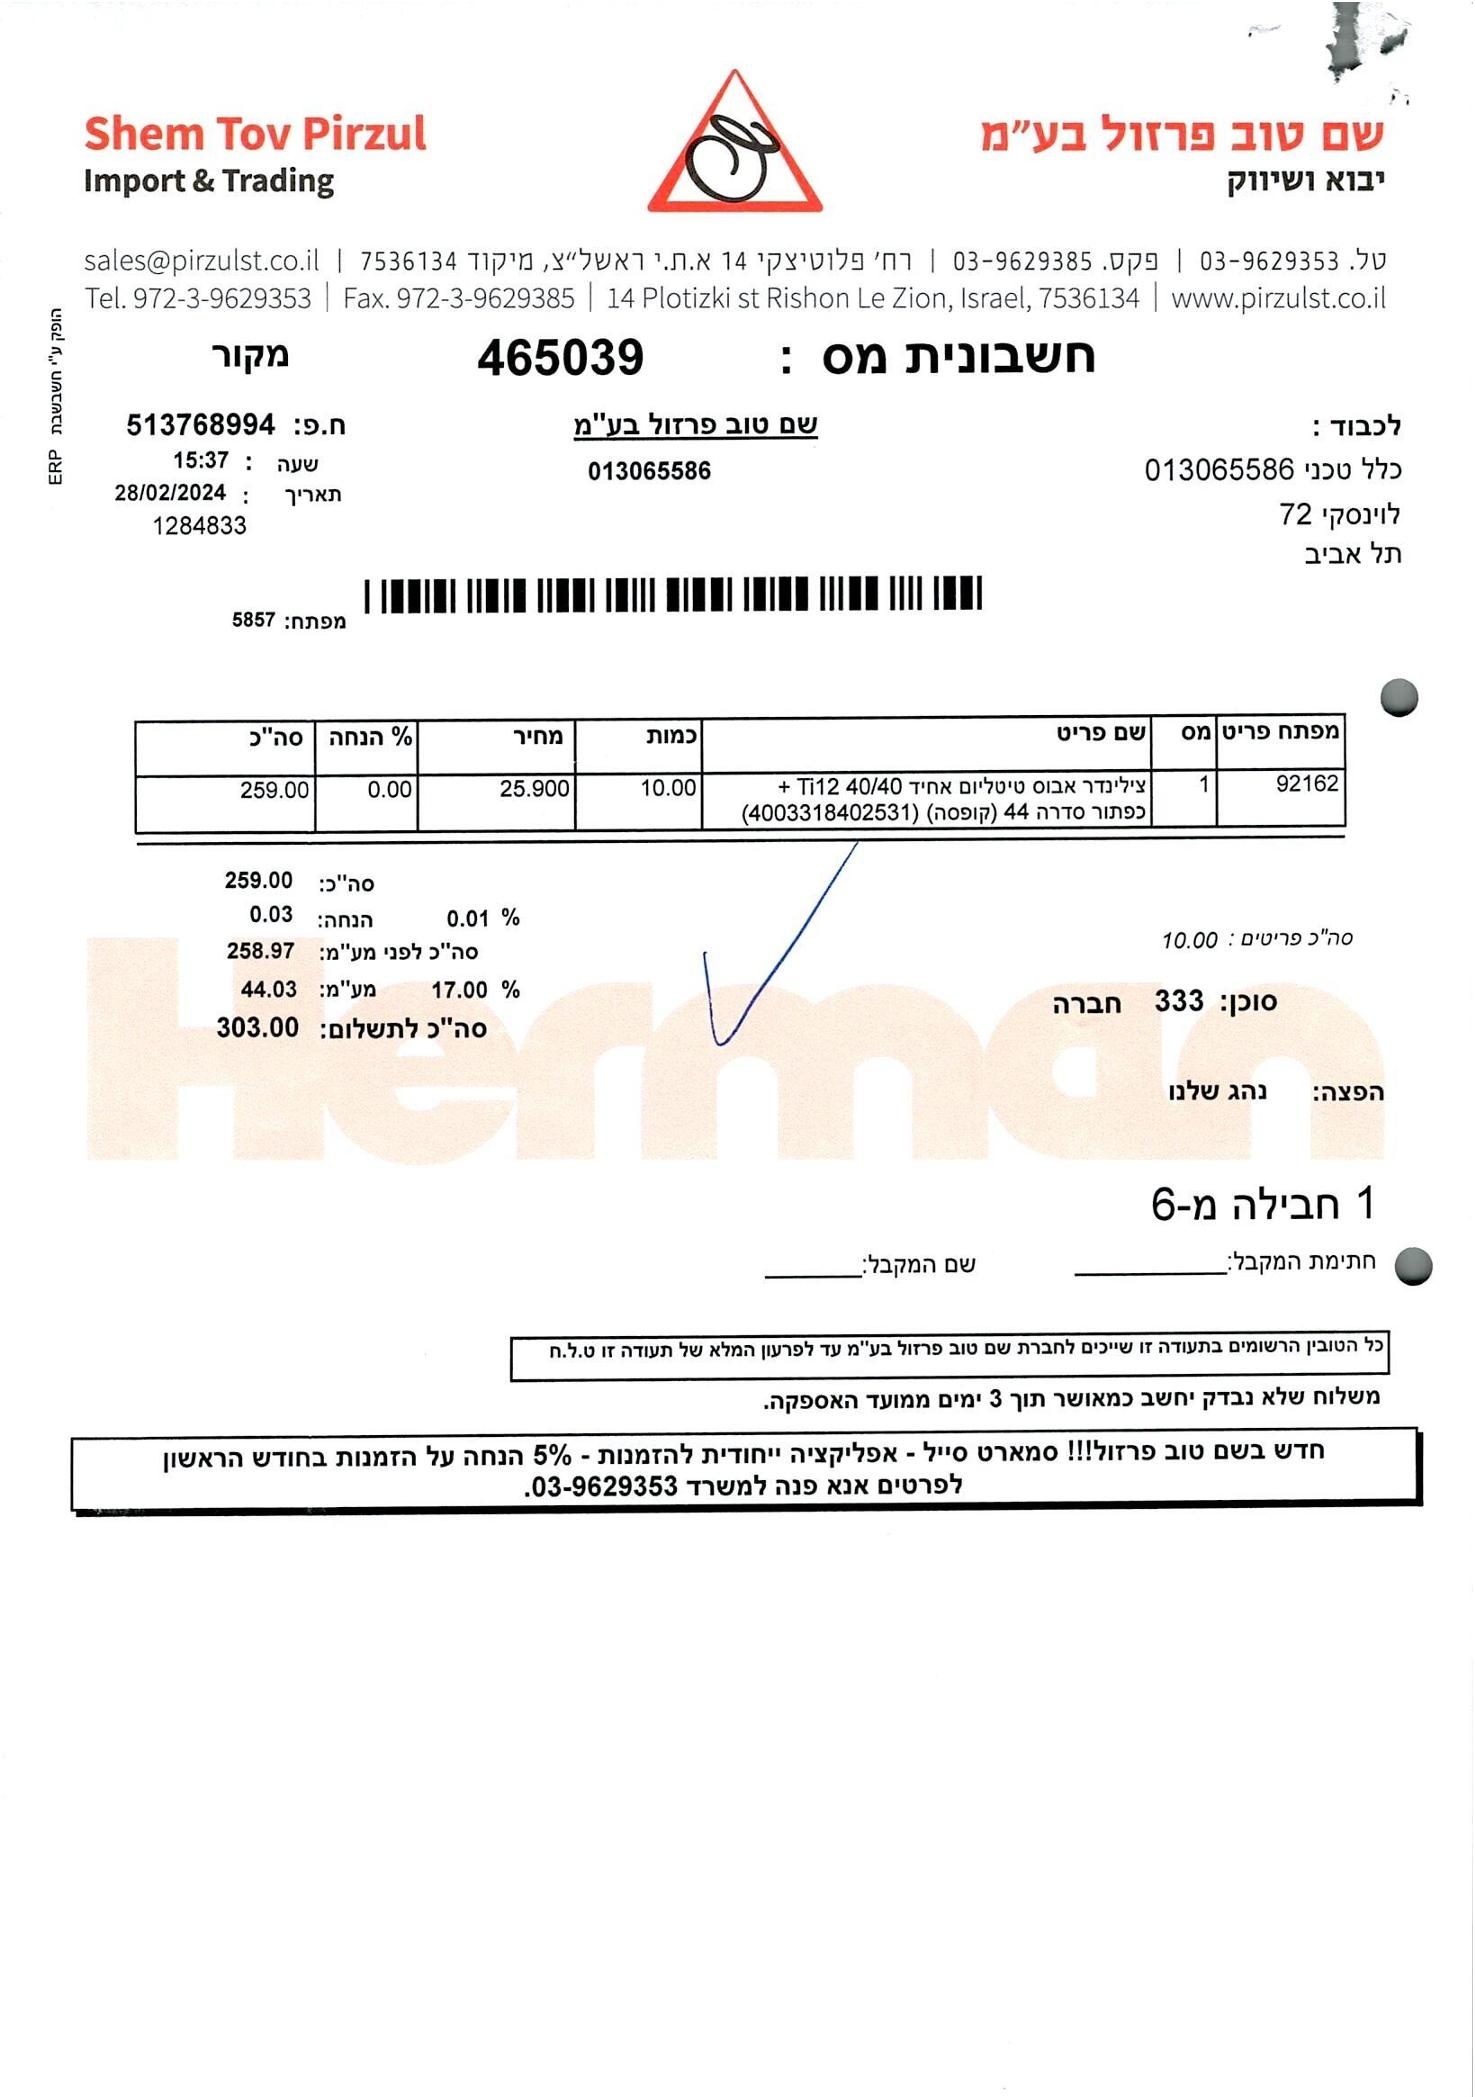 Shem Tov Pirzul
Import & Trading
שם טוב פרזול בע״מ
יבוא ושיווק
טל. 03-9629353 | פקס. 03-9629385 | רח׳ פלוטיצקי 14 א.ת.י ראשל״צ, מיקוד 7536134 | sales@pirzulst.co.il
Tel. 972-3-9629353 | Fax. 972-3-9629385 | 14 Plotizki st Rishon Le Zion, Israel, 7536134 | www.pirzulst.co.il
הופק ע"י חשבשבת ERP
חשבונית מס : 465039 מקור
לכבוד :
כלל טכני 013065586
לוינסקי 72
תל אביב
שם טוב פרזול בע"מ
013065586
ח.פ: 513768994
שעה : 15:37
תאריך : 28/02/2024
1284833
מפתח: 5857
מפתח פריט מס שם פריט כמות מחיר % הנחה סה"כ
92162 1 צילינדר אבוס טיטליום אחיד Ti12 40/40 + 10.00 25.900 0.00 259.00
כפתור סדרה 44 (קופסה) (4003318402531)
סה"כ: 259.00
% 0.01 הנחה: 0.03
סה"כ לפני מע"מ: 258.97
% 17.00 מע"מ: 44.03
סה"כ לתשלום: 303.00
סה"כ פריטים : 10.00
סוכן: 333 חברה
הפצה: נהג שלנו
Herman
1 חבילה מ-6
חתימת המקבל:__________ שם המקבל:______
כל הטובין הרשומים בתעודה זו שייכים לחברת שם טוב פרזול בע"מ עד לפרעון המלא של תעודה זו ט.ל.ח
משלוח שלא נבדק יחשב כמאושר תוך 3 ימים ממועד האספקה.
חדש בשם טוב פרזול!!! סמארט סייל - אפליקציה ייחודית להזמנות - 5% הנחה על הזמנות בחודש הראשון
לפרטים אנא פנה למשרד 03-9629353.